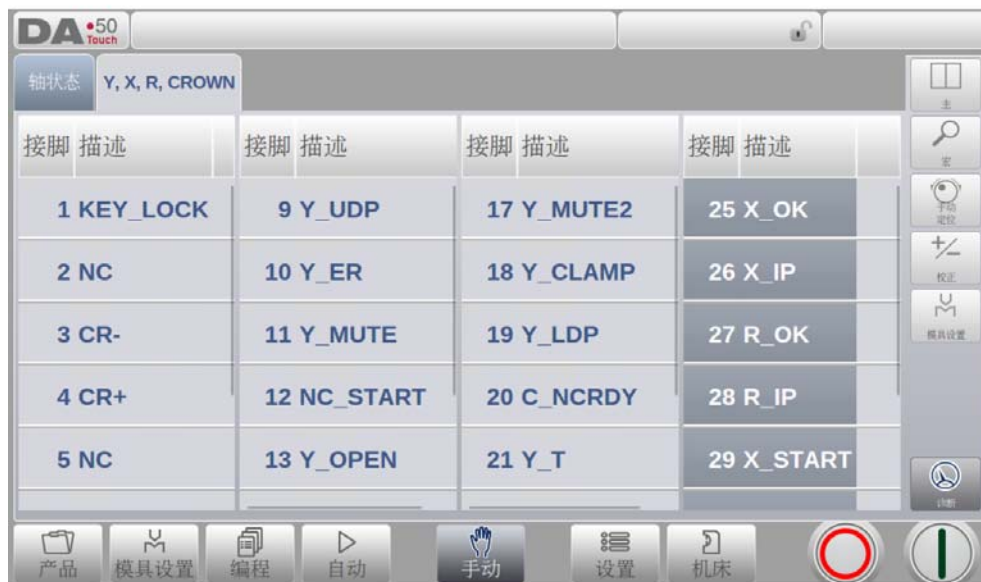 DA•50
Touch
轴状态 Y, X, R, CROWN
主
接脚 描述 接脚 描述 接脚 描述 接脚 描述
宏
1 KEY_LOCK 9 Y_UDP 17 Y_MUTE2 25 X_OK
手动
定位
2 NC 10 Y_ER 18 Y_CLAMP 26 X_IP
校正
3 CR- 11 Y_MUTE 19 Y_LDP 27 R_OK
模具设置
4 CR+ 12 NC_START 20 C_NCRDY 28 R_IP
5 NC 13 Y_OPEN 21 Y_T 29 X_START
诊断
产品 模具设置 编程 自动 手动 设置 机床